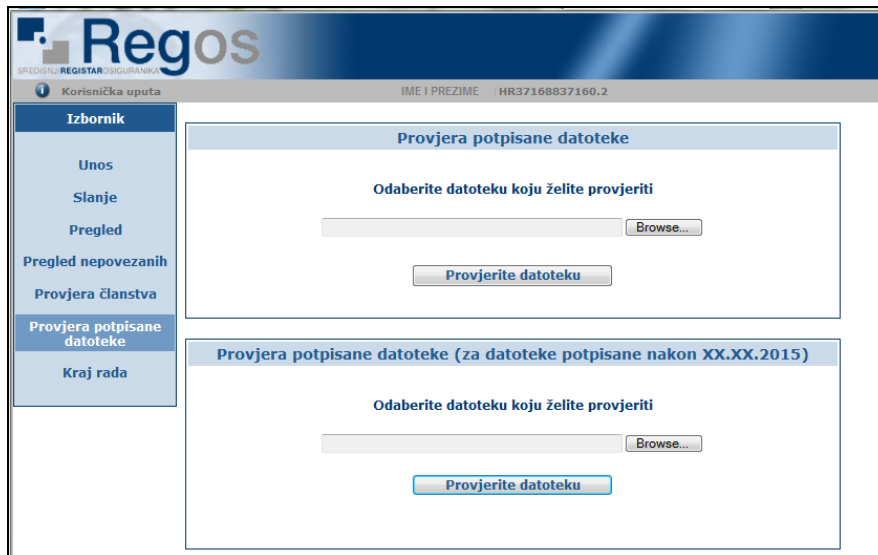 Regos
SREDIŠNJI REGISTAR OSIGURANIKA
Korisnička uputa
IME I PREZIME HR37168837160.2
Izbornik
Unos
Slanje
Pregled
Pregled nepovezanih
Provjera članstva
Provjera potpisane
datoteke
Kraj rada
Provjera potpisane datoteke
Odaberite datoteku koju želite provjeriti
Browse...
Provjerite datoteku
Provjera potpisane datoteke (za datoteke potpisane nakon XX.XX.2015)
Odaberite datoteku koju želite provjeriti
Browse...
Provjerite datoteku